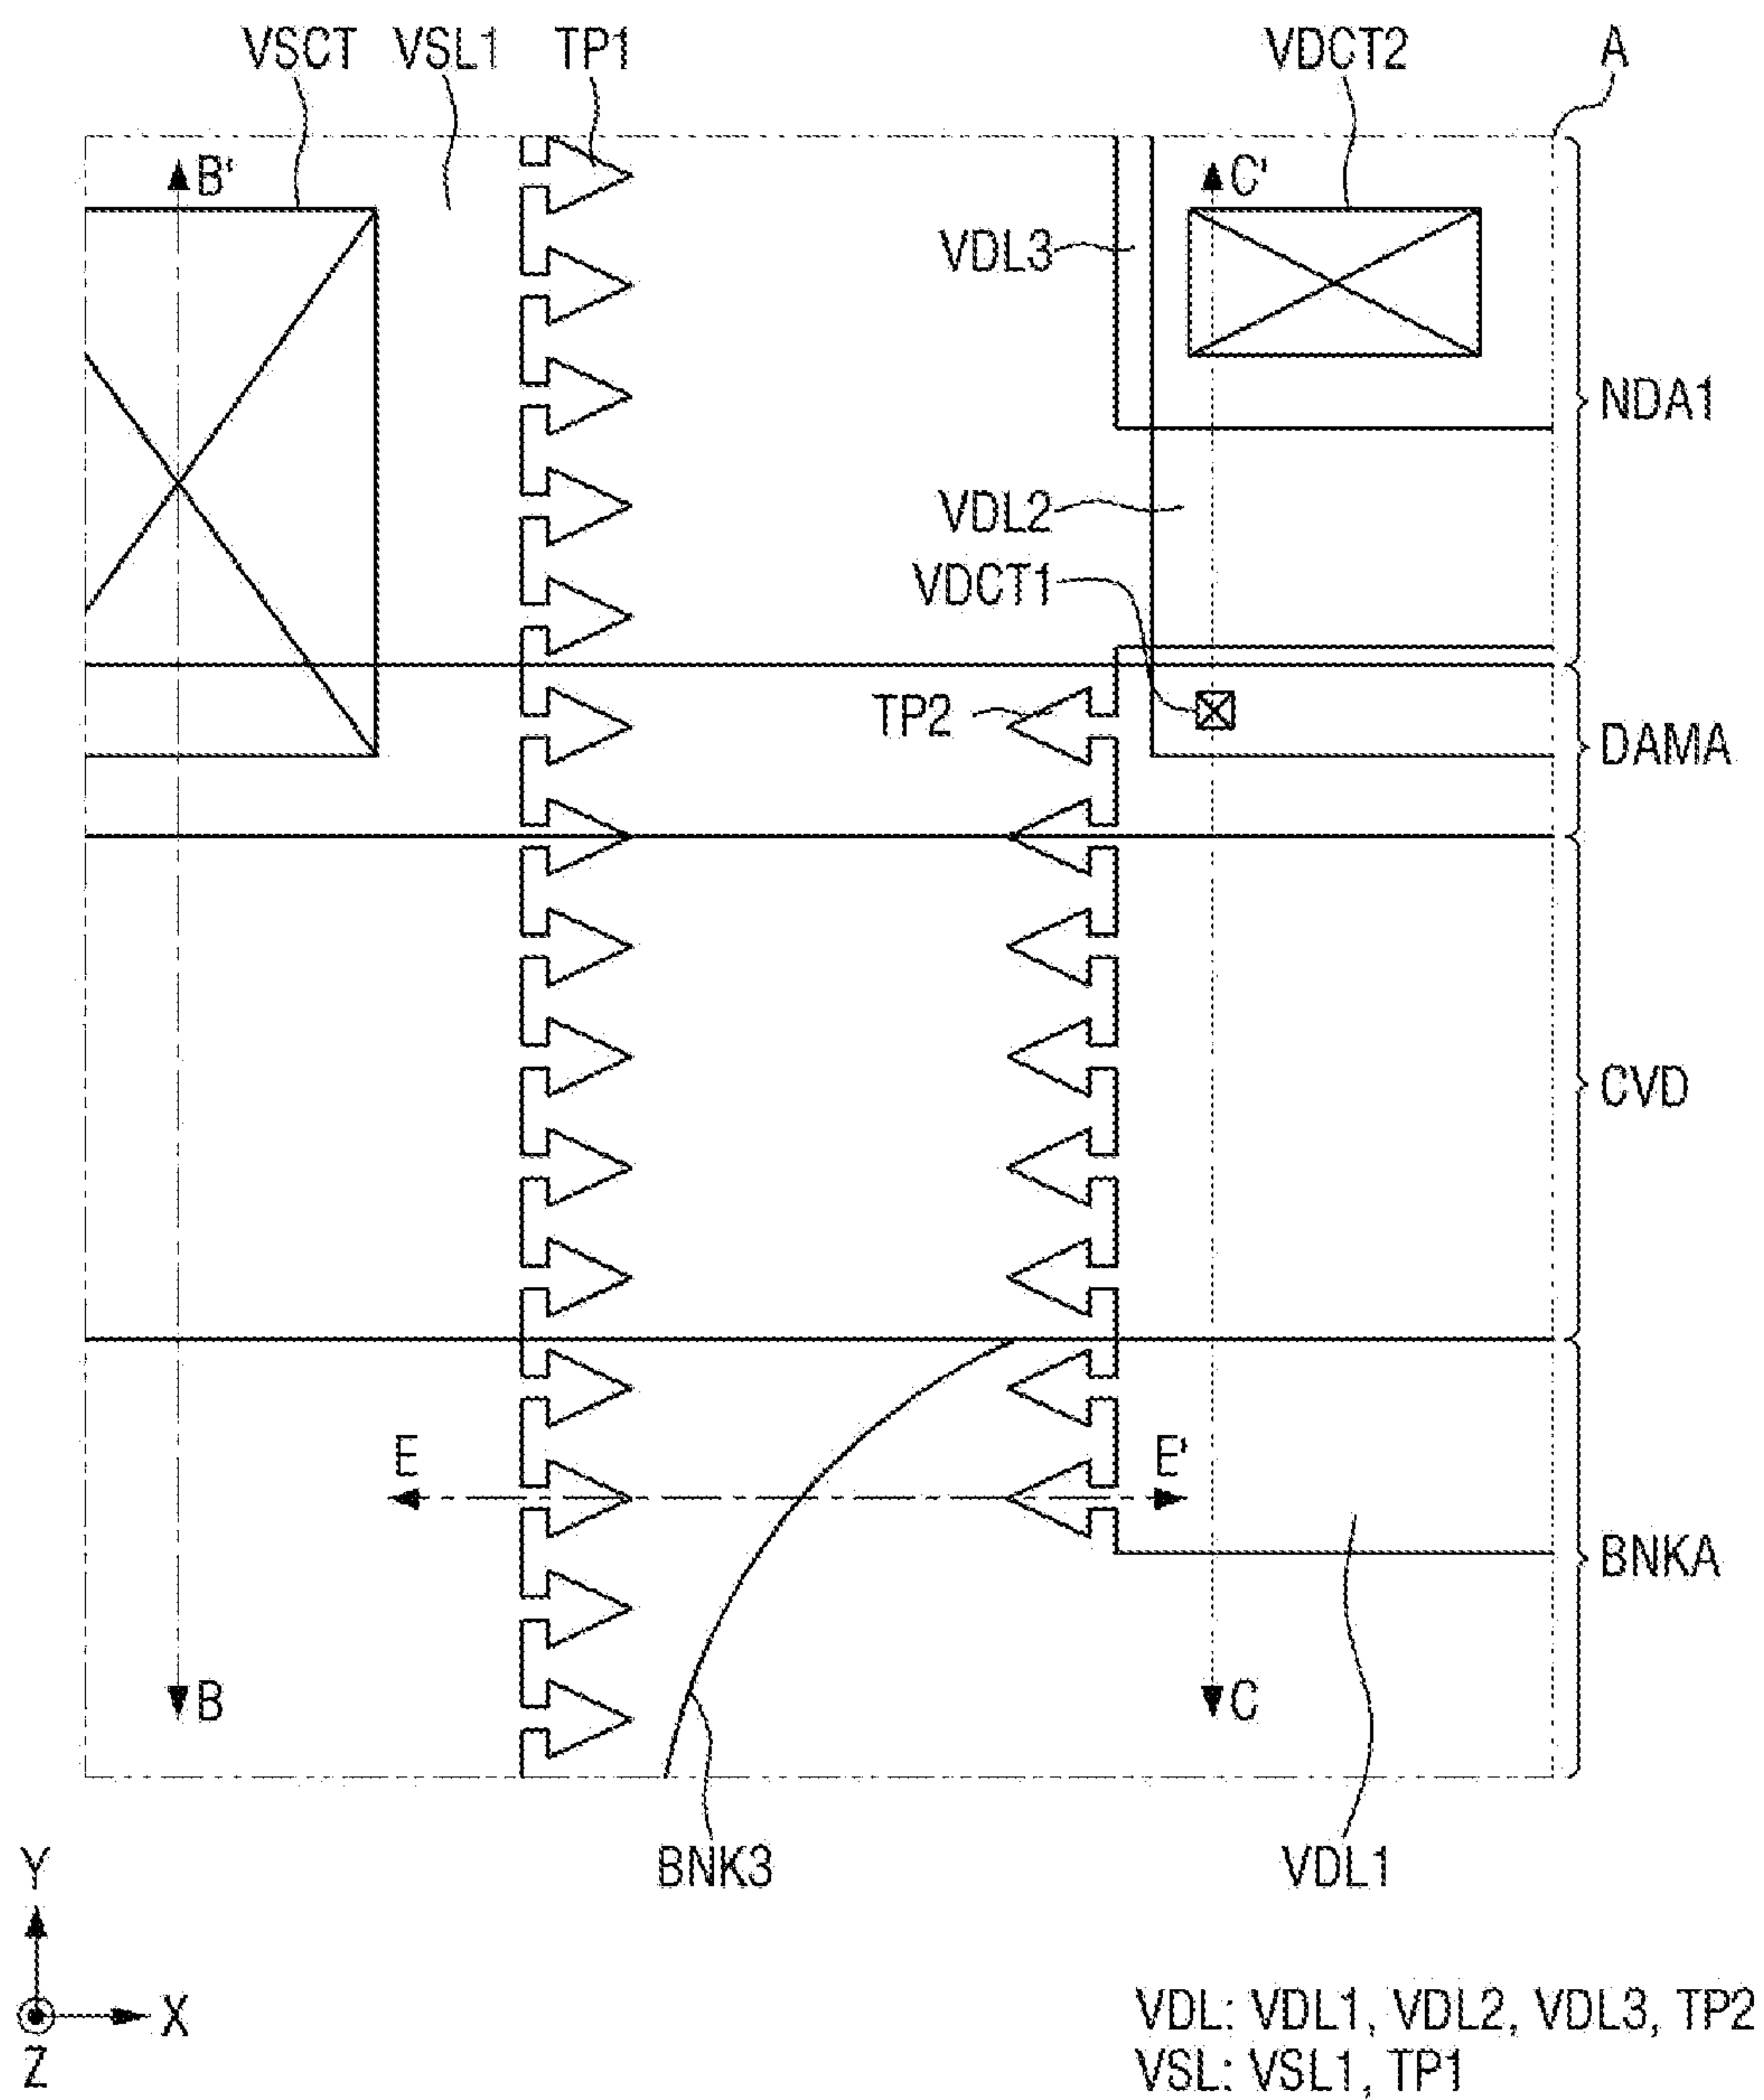 VSCT VSL1 TP1 VDCT2 A
B' C'
VDL3
NDA1
VDL2
VDCT1
TP2
DAMA
CVD
E E'
BNKA
B C
BNK3 VDL1
Y
X
Z
VDL: VDL1, VDL2, VDL3, TP2
VSL: VSL1, TP1